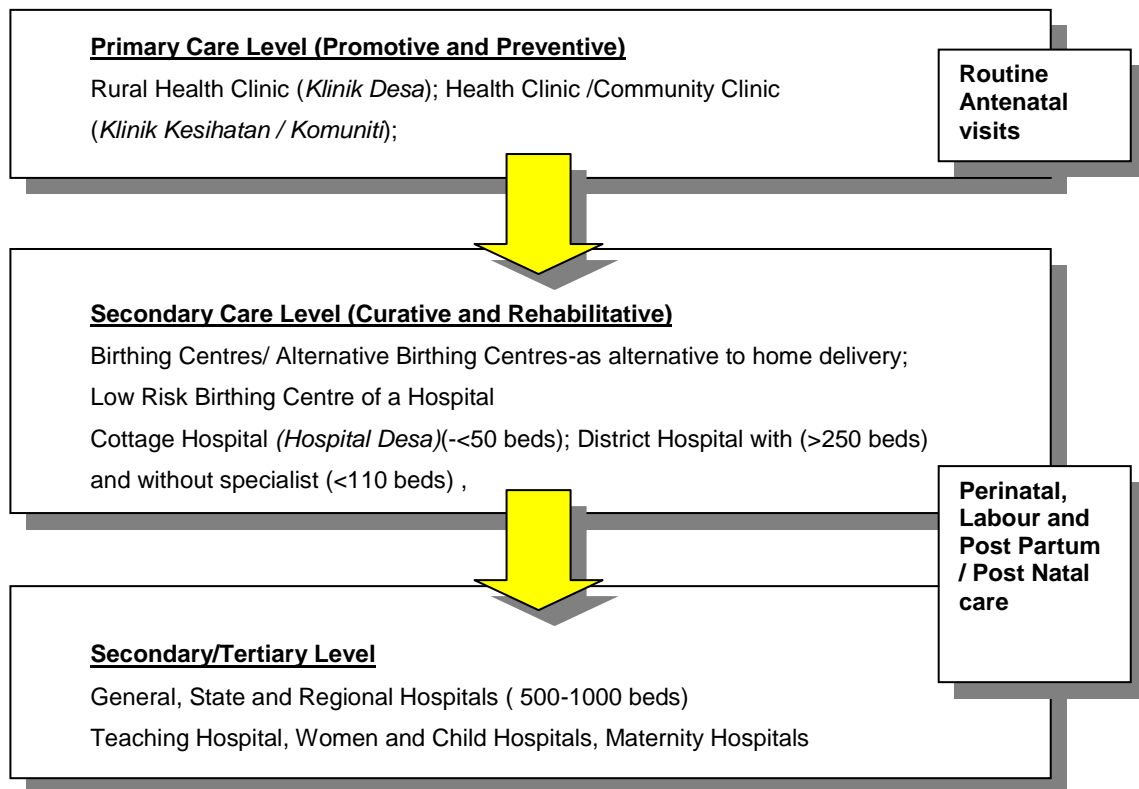 Primary Care Level (Promotive and Preventive)
Rural Health Clinic (Klinik Desa); Health Clinic /Community Clinic
(Klinik Kesihatan / Komuniti);
Routine
Antenatal
visits
Secondary Care Level (Curative and Rehabilitative)
Birthing Centres/ Alternative Birthing Centres-as alternative to home delivery;
Low Risk Birthing Centre of a Hospital
Cottage Hospital (Hospital Desa)(-<50 beds); District Hospital with (>250 beds)
and without specialist (<110 beds) ,
Perinatal,
Labour and
Post Partum
/ Post Natal
care
Secondary/Tertiary Level
General, State and Regional Hospitals ( 500-1000 beds)
Teaching Hospital, Women and Child Hospitals, Maternity Hospitals